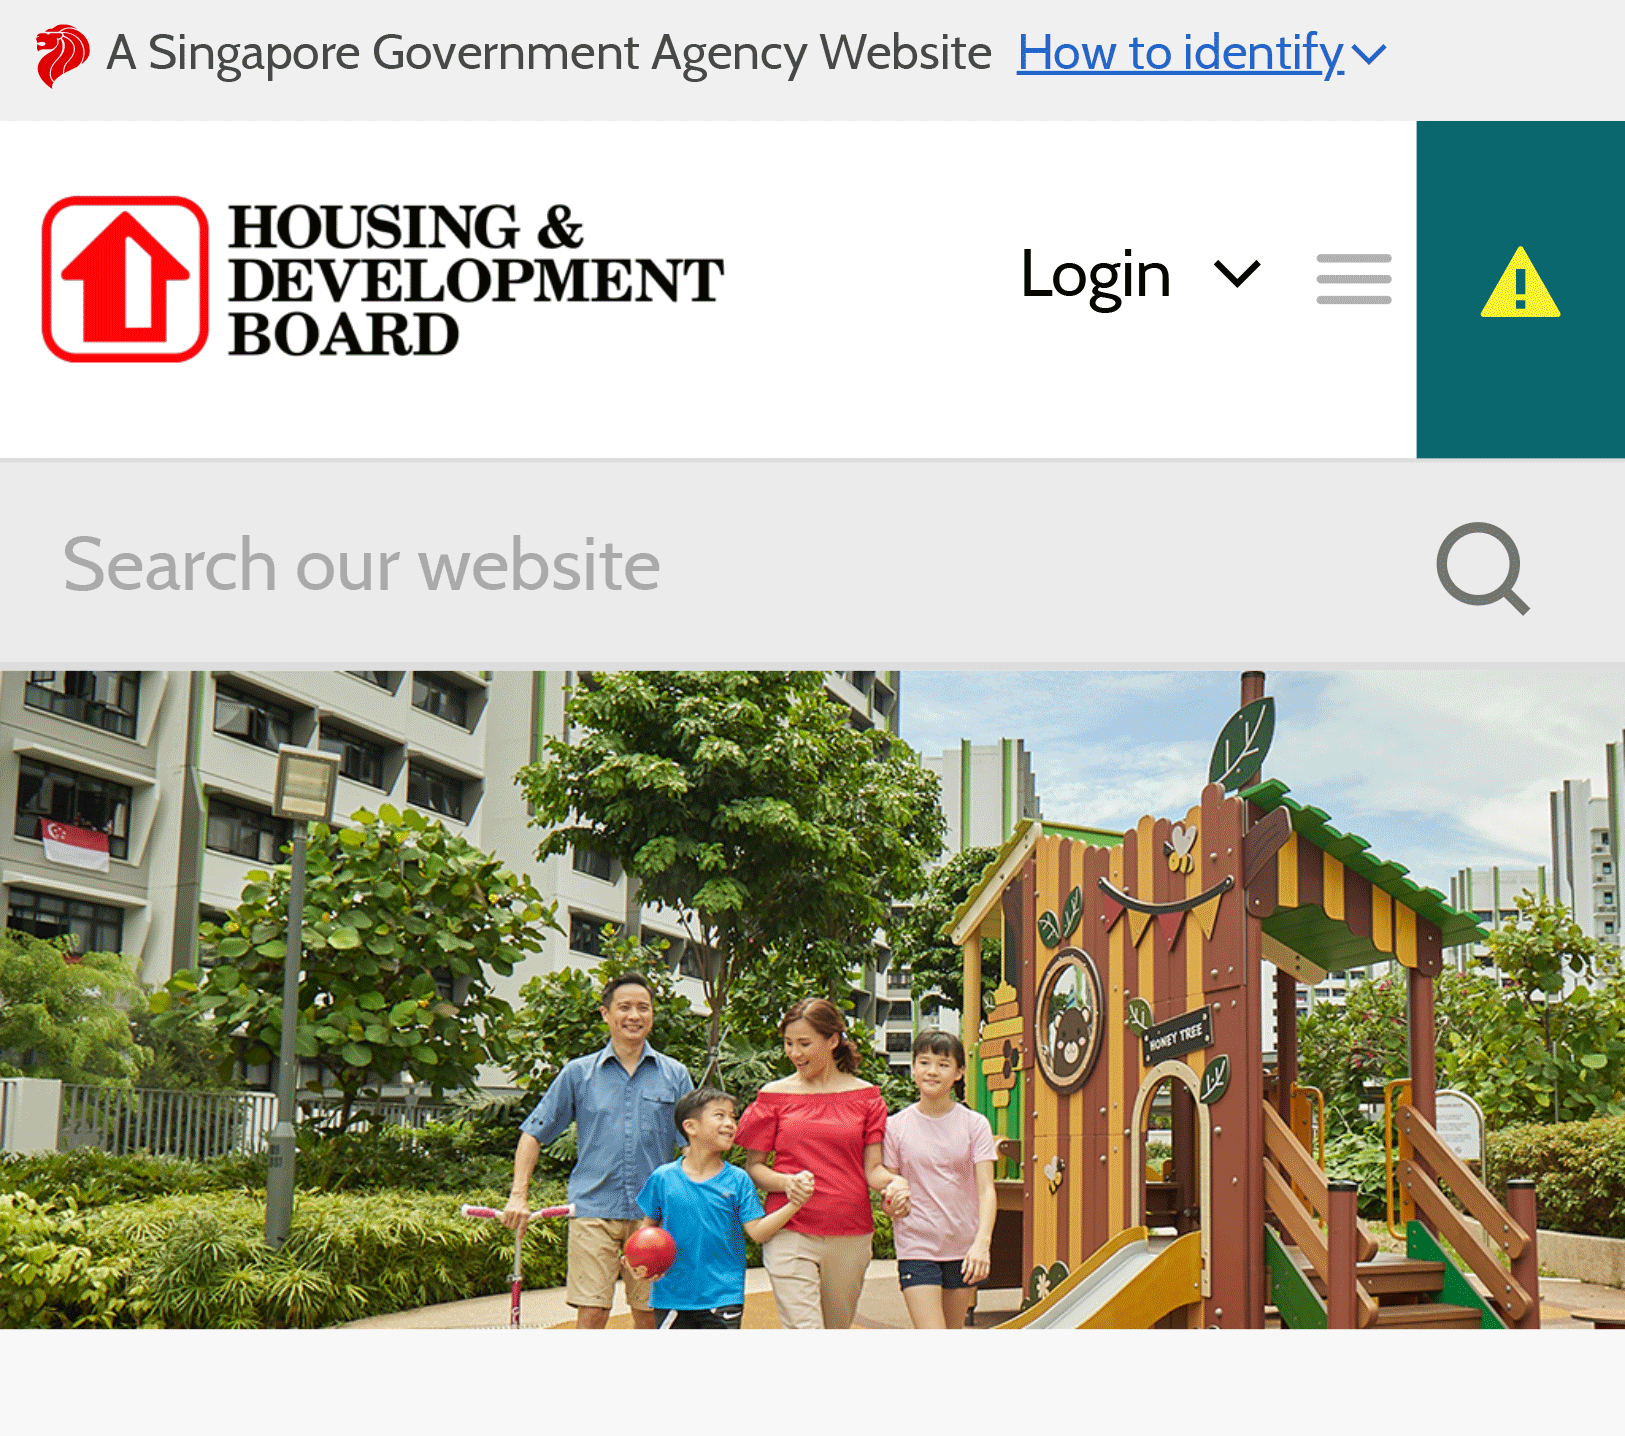 A Singapore Government Agency Website How to identify
HOUSING &
DEVELOPMENT
BOARD
Login
Search our website
HONEY TREE